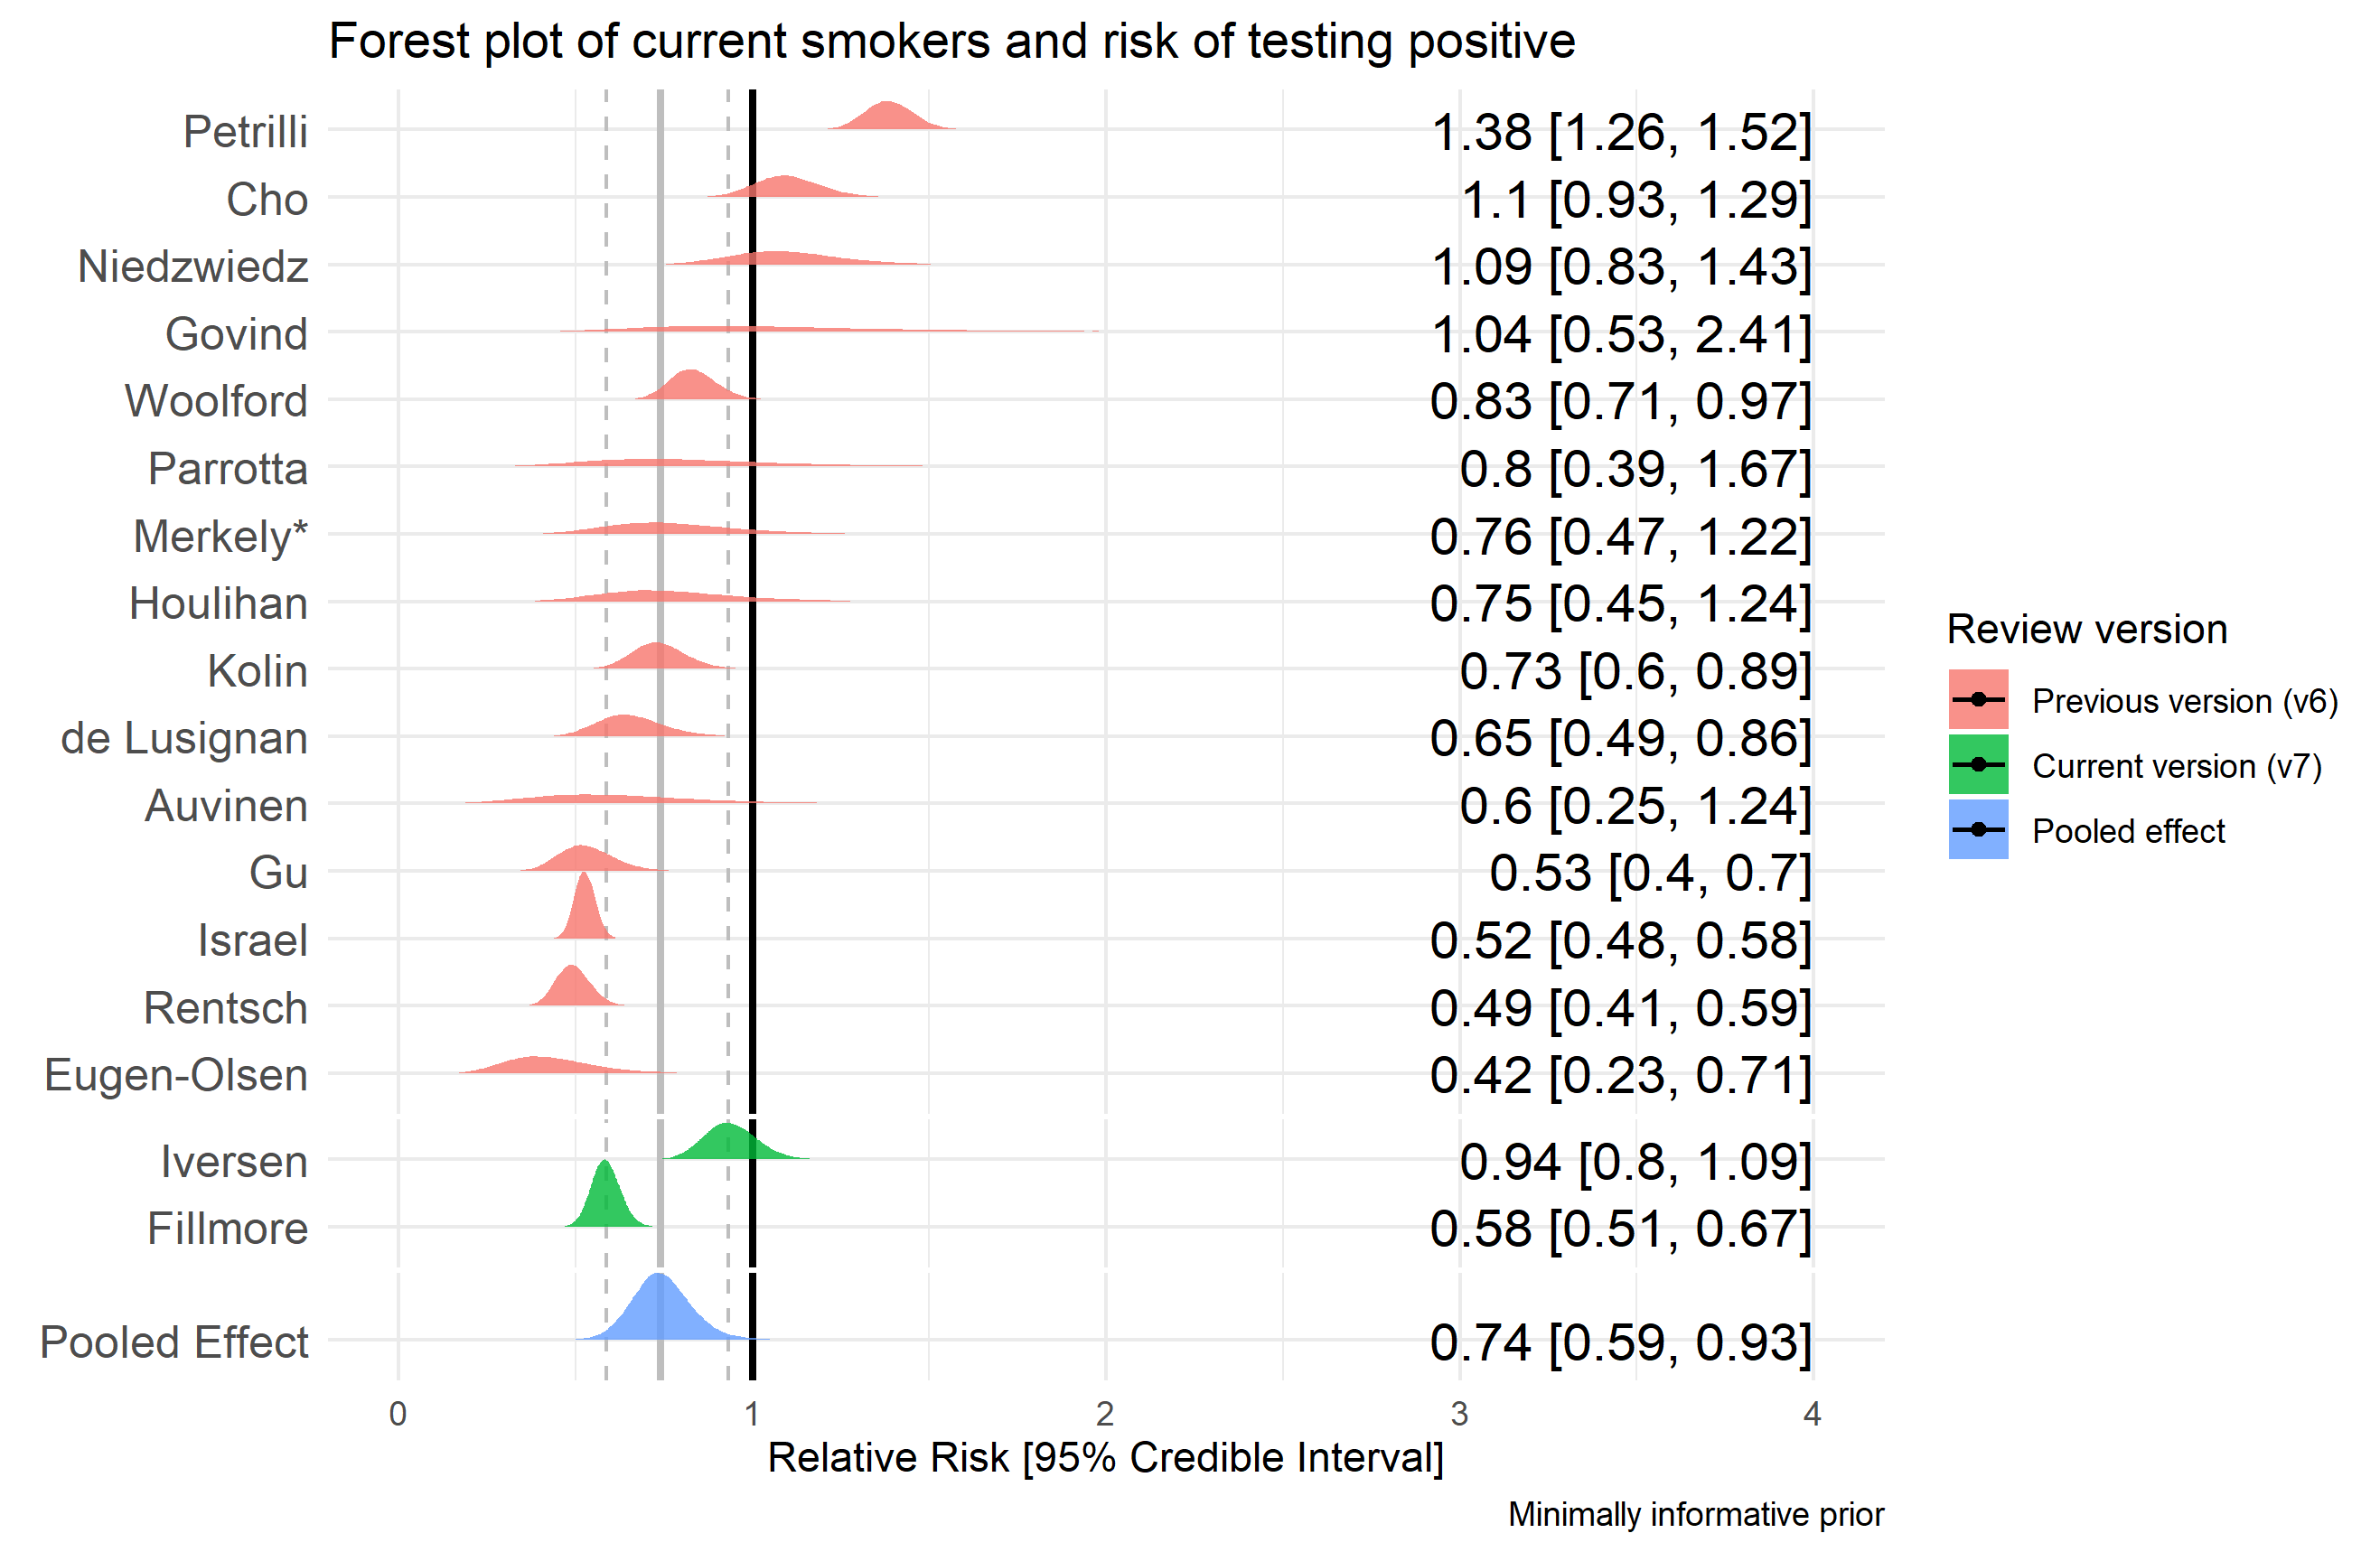 Forest plot of current smokers and risk of testing positive
Petrilli 1.38 [1.26, 1.52]
Cho 1.1 [0.93, 1.29]
Niedzwiedz 1.09 [0.83, 1.43]
Govind 1.04 [0.53, 2.41]
Woolford 0.83 [0.71, 0.97]
Parrotta 0.8 [0.39, 1.67]
Merkely* 0.76 [0.47, 1.22]
Houlihan 0.75 [0.45, 1.24]
Kolin 0.73 [0.6, 0.89]
de Lusignan 0.65 [0.49, 0.86]
Auvinen 0.6 [0.25, 1.24]
Gu 0.53 [0.4, 0.7]
Israel 0.52 [0.48, 0.58]
Rentsch 0.49 [0.41, 0.59]
Eugen-Olsen 0.42 [0.23, 0.71]
Iversen 0.94 [0.8, 1.09]
Fillmore 0.58 [0.51, 0.67]
Pooled Effect 0.74 [0.59, 0.93]
0 1 2 3 4
Relative Risk [95% Credible Interval]
Minimally informative prior
Review version
Previous version (v6)
Current version (v7)
Pooled effect